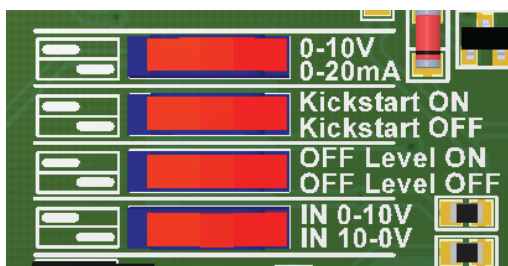 0-10V
0-20mA
Kickstart ON
Kickstart OFF
OFF Level ON
OFF Level OFF
IN 0-10V
IN 10-0V